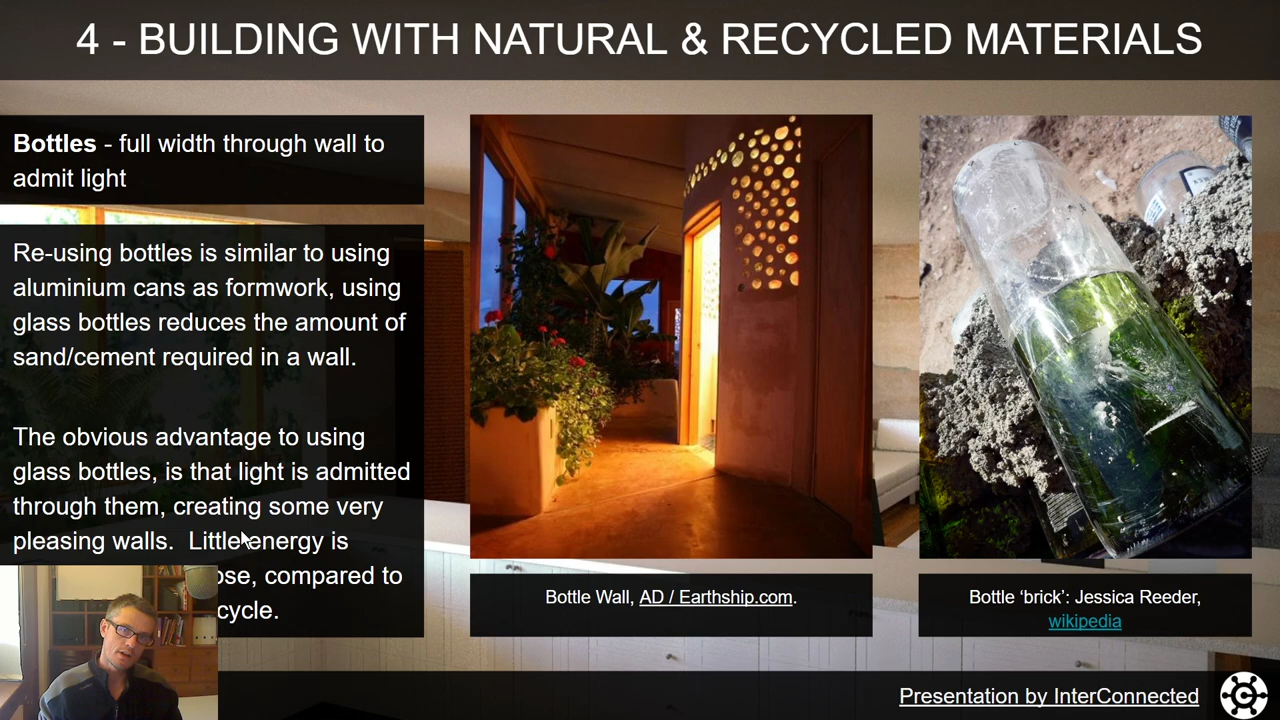 4 - BUILDING WITH NATURAL & RECYCLED MATERIALS
Bottles - full width through wall to
admit light
Re-using bottles is similar to using
aluminium cans as formwork, using
glass bottles reduces the amount of
sand/cement required in a wall.
The obvious advantage to using
glass bottles, is that light is admitted
through them, creating some very
pleasing walls.  Little energy is
compared to
Bottle Wall, AD / Earthship.com.
Bottle ‘brick’: Jessica Reeder,
wikipedia
Presentation by InterConnected